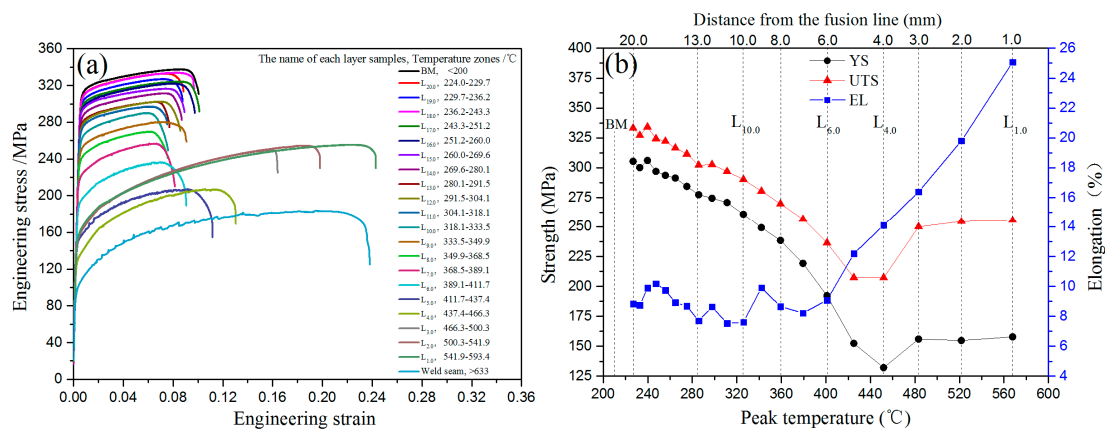 (a)
Engineering stress /MPa
360
320
280
240
200
160
120
80
40
0
0.00 0.04 0.08 0.12 0.16 0.20 0.24 0.28 0.32 0.36
Engineering strain
The name of each layer samples, Temperature zones /℃
BM, <200
L20.0, 224.0-229.7
L19.0, 229.7-236.2
L18.0, 236.2-243.3
L17.0, 243.3-251.2
L16.0, 251.2-260.0
L15.0, 260.0-269.6
L14.0, 269.6-280.1
L13.0, 280.1-291.5
L12.0, 291.5-304.1
L11.0, 304.1-318.1
L10.0, 318.1-333.5
L9.0, 333.5-349.9
L8.0, 349.9-368.5
L7.0, 368.5-389.1
L6.0, 389.1-411.7
L5.0, 411.7-437.4
L4.0, 437.4-466.3
L3.0, 466.3-500.3
L2.0, 500.3-541.9
L1.0, 541.9-593.4
Weld seam, >633
Distance from the fusion line (mm)
20.0 13.0 10.0 8.0 6.0 4.0 3.0 2.0 1.0
(b)
YS
UTS
EL
BM
L10.0
L6.0
L4.0
L1.0
Strength (MPa)
400
375
350
325
300
275
250
225
200
175
150
125
200 240 280 320 360 400 440 480 520 560 600
Peak temperature (℃)
26
24
22
20
18
16
14
12
10
8
6
4
Elongation (%)